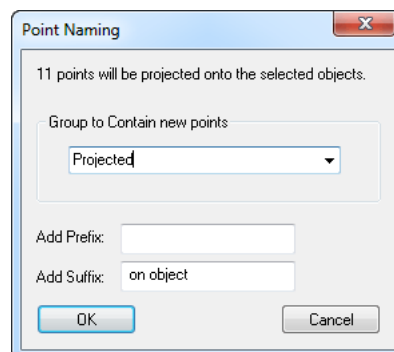 Point Naming
11 points will be projected onto the selected objects.
Group to Contain new points
Projected
Add Prefix:
Add Suffix: on object
OK Cancel